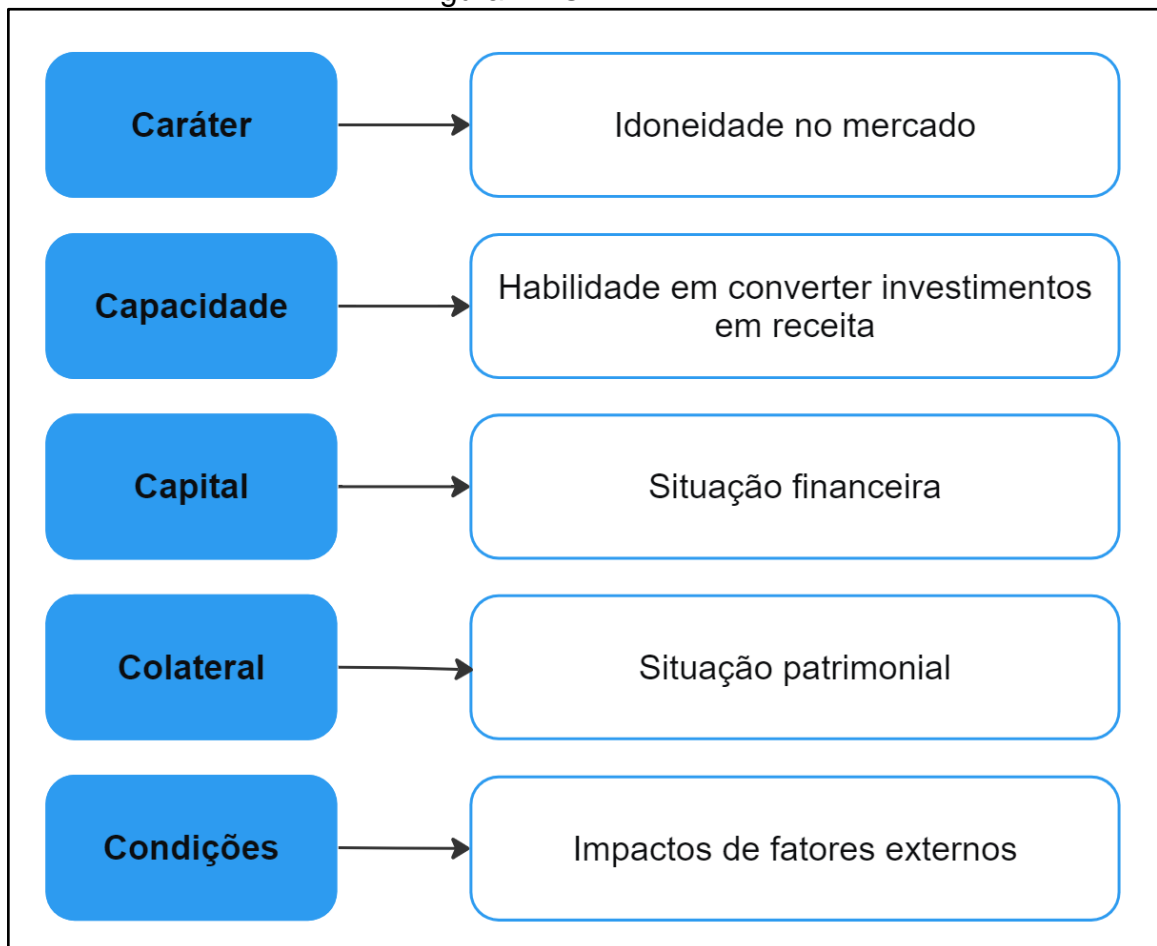 Caráter
Idoneidade no mercado
Capacidade
Habilidade em converter investimentos
em receita
Capital
Situação financeira
Colateral
Situação patrimonial
Condições
Impactos de fatores externos